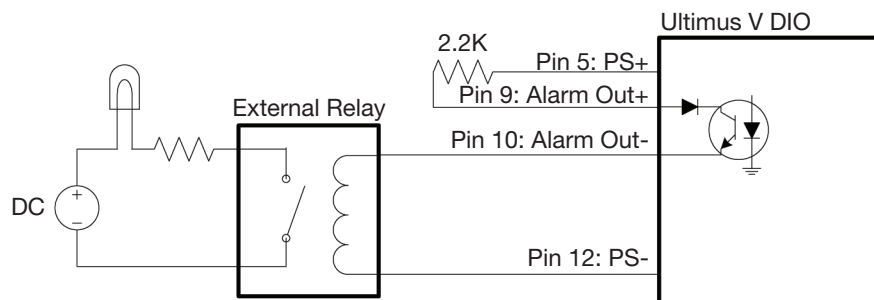 Ultimus V DIO
2.2K
Pin 5: PS+
Pin 9: Alarm Out+
External Relay
Pin 10: Alarm Out-
+
DC
−
Pin 12: PS-